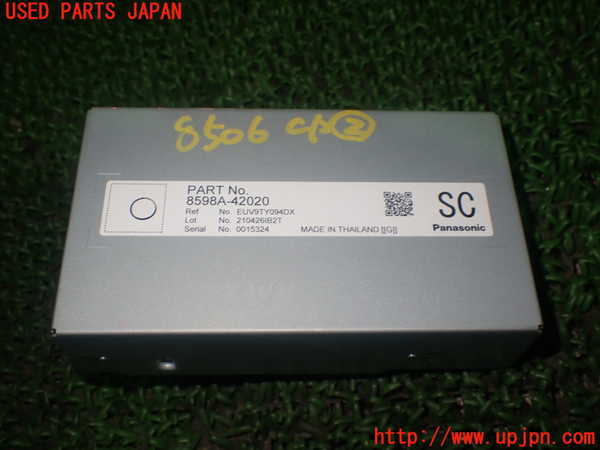 USED PARTS JAPAN
8506 CP②
PART No.
8598A-42020
Ref No. EUV9TY094DX
Lot No. 210426IB2T
Serial No. 0015324
MADE IN THAILAND [[G]]
SC
Panasonic
http://www.upjpn.com/